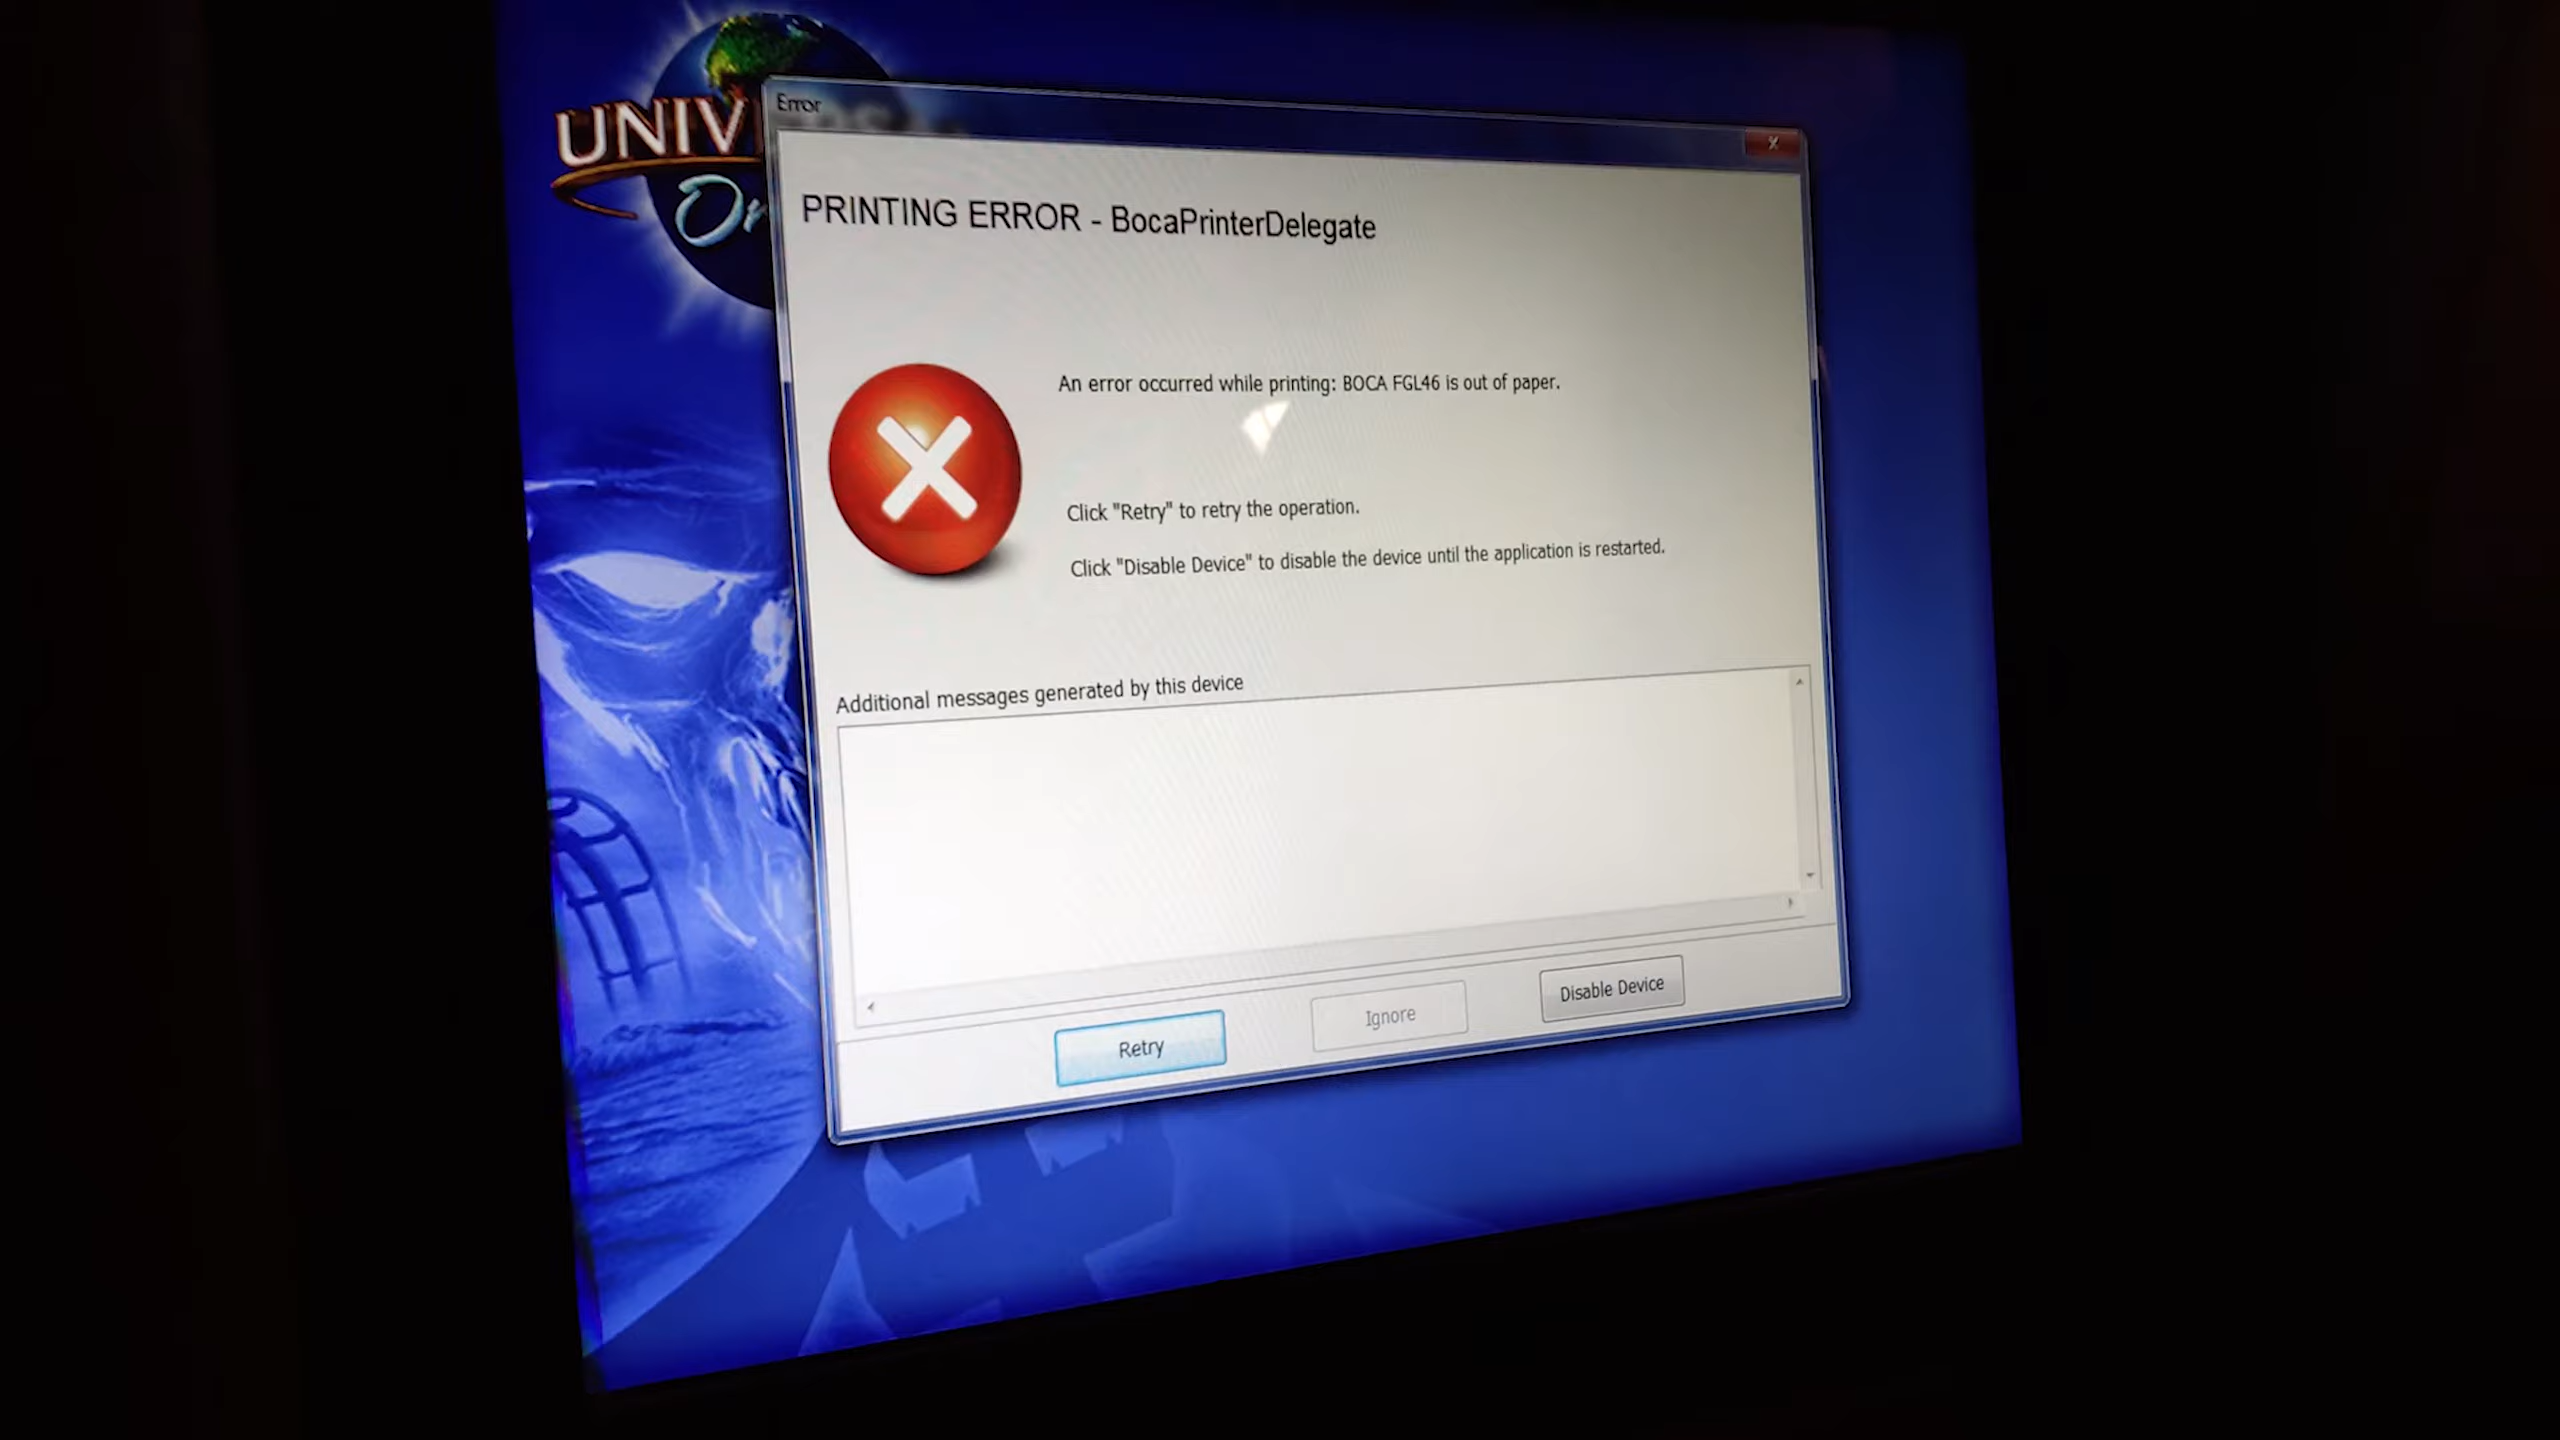 UNIV
Or
Error
PRINTING ERROR - BocaPrinterDelegate
An error occurred while printing: BOCA FGL46 is out of paper.
Click "Retry" to retry the operation.
Click "Disable Device" to disable the device until the application is restarted.
Additional messages generated by this device
Retry
Ignore
Disable Device